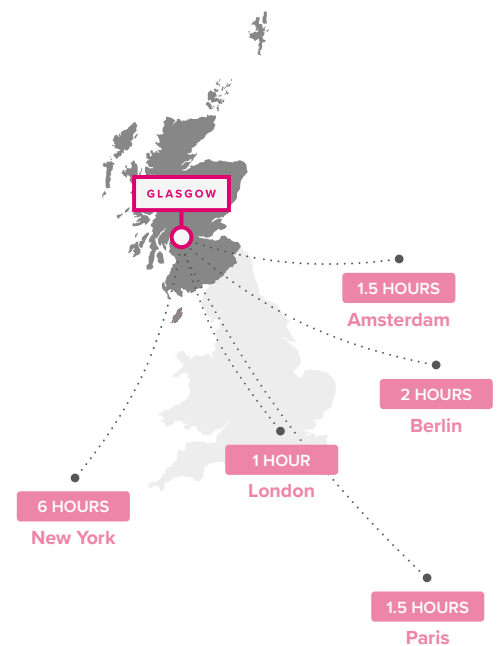 GLASGOW
1.5 HOURS
Amsterdam
2 HOURS
Berlin
1 HOUR
London
6 HOURS
New York
1.5 HOURS
Paris